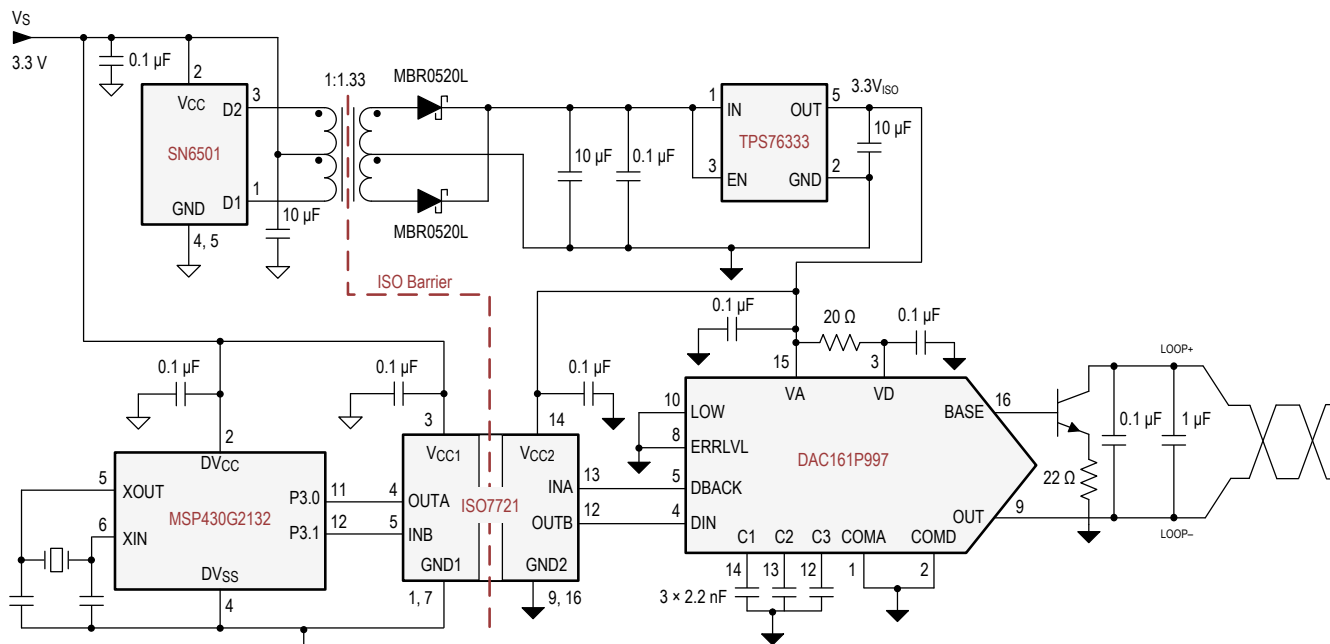 VS
3.3 V
0.1 µF
2
VCC
D2
3
SN6501
GND
D1
1
4, 5
10 µF
1:1.33
MBR0520L
MBR0520L
10 µF
0.1 µF
1
IN
OUT
5
TPS76333
3
EN
GND
2
3.3VISO
10 µF
ISO Barrier
0.1 µF
20 Ω
0.1 µF
15
3
0.1 µF
0.1 µF
0.1 µF
2
3
14
DVCC
5
XOUT
P3.0
11
MSP430G2132
6
XIN
P3.1
12
DVSS
4
VCC1
VCC2
4
OUTA
INA
13
ISO7721
5
INB
OUTB
12
GND1
GND2
1, 7
9, 16
VA
VD
10
LOW
BASE
16
8
ERRLVL
DAC161P997
5
DBACK
4
DIN
OUT
9
C1
C2
C3
COMA
COMD
14
13
12
1
2
3 × 2.2 nF
22 Ω
0.1 µF
1 µF
LOOP+
LOOP–